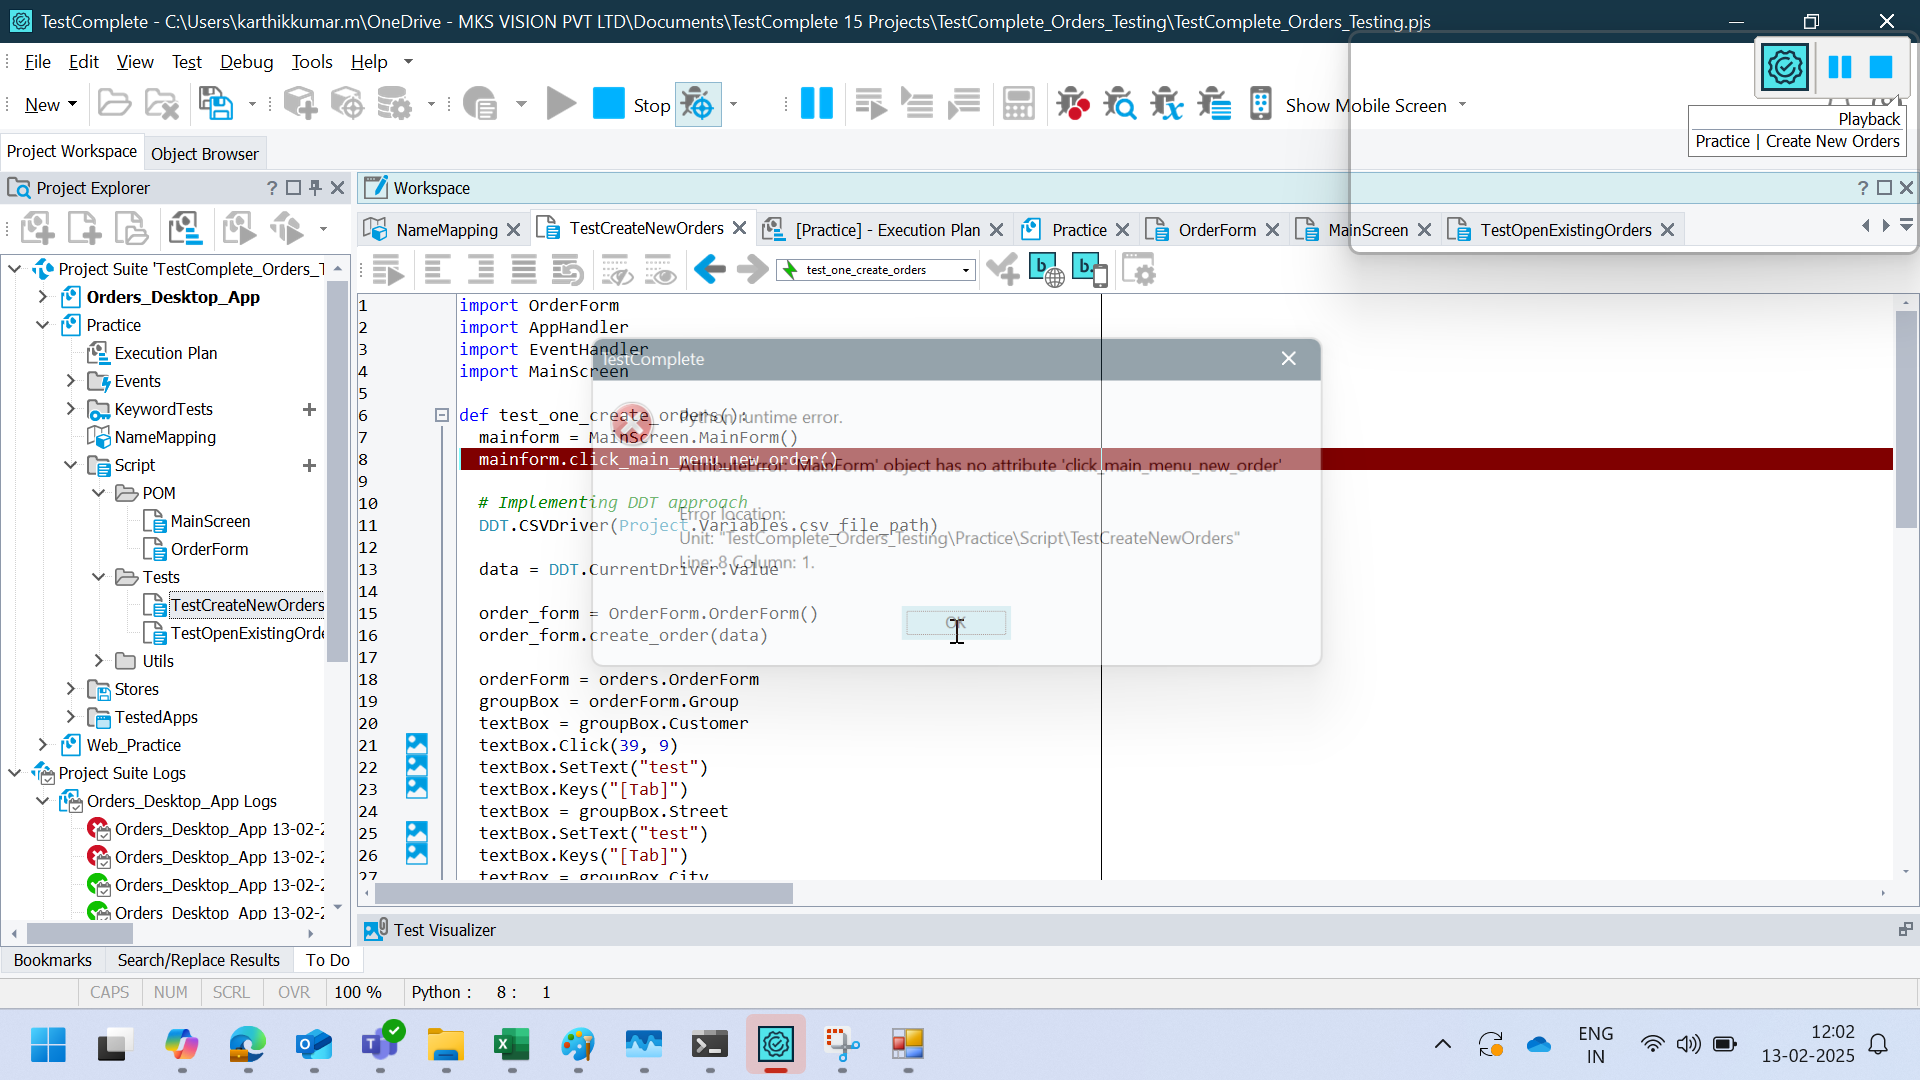 TestComplete - C:\Users\karthikkumar.m\OneDrive - MKS VISION PVT LTD\Documents\TestComplete 15 Projects\TestComplete_Orders_Testing\TestComplete_Orders_Testing.pjs
File Edit View Test Debug Tools Help
New Stop Show Mobile Screen
Playback
Practice | Create New Orders
Project Workspace Object Browser
Project Explorer
Workspace
NameMapping TestCreateNewOrders [Practice] - Execution Plan Practice OrderForm MainScreen TestOpenExistingOrders
test_one_create_orders
Project Suite 'TestComplete_Orders_T
Orders_Desktop_App
Practice
Execution Plan
Events
KeywordTests
NameMapping
Script
POM
MainScreen
OrderForm
Tests
TestCreateNewOrders
TestOpenExistingOrde
Utils
Stores
TestedApps
Web_Practice
Project Suite Logs
Orders_Desktop_App Logs
Orders_Desktop_App 13-02-2
Orders_Desktop_App 13-02-2
Orders_Desktop_App 13-02-2
Orders_Desktop_App 13-02-2
1 import OrderForm
2 import AppHandler
3 import EventHandler
4 import MainScreen
5
6 def test_one_create_orders():
7 mainform = MainScreen.MainForm()
8 mainform.click_main_menu_new_order()
9
10 # Implementing DDT approach
11 DDT.CSVDriver(Project.Variables.csv_file_path)
12
13 data = DDT.CurrentDriver.Value
14
15 order_form = OrderForm.OrderForm()
16 order_form.create_order(data)
17
18 orderForm = orders.OrderForm
19 groupBox = orderForm.Group
20 textBox = groupBox.Customer
21 textBox.Click(39, 9)
22 textBox.SetText("test")
23 textBox.Keys("[Tab]")
24 textBox = groupBox.Street
25 textBox.SetText("test")
26 textBox.Keys("[Tab]")
27 textBox = groupBox.City
TestComplete
Python runtime error.
AttributeError: 'MainForm' object has no attribute 'click_main_menu_new_order'
Error location:
Unit: "TestComplete_Orders_Testing\Practice\Script\TestCreateNewOrders"
Line: 8 Column: 1.
OK
Test Visualizer
Bookmarks Search/Replace Results To Do
CAPS NUM SCRL OVR 100 % Python : 8 : 1
ENG
IN
12:02
13-02-2025